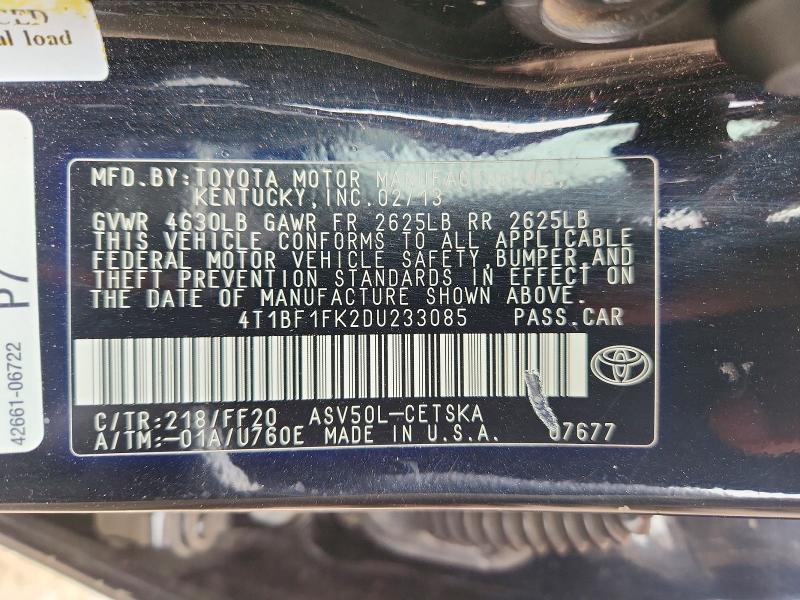 CED
al load
P7
42661-06722
MFD.BY:TOYOTA MOTOR MANUFACTURING,
KENTUCKY,INC.02/13
GVWR 4630LB GAWR FR 2625LB RR 2625LB
THIS VEHICLE CONFORMS TO ALL APPLICABLE
FEDERAL MOTOR VEHICLE SAFETY,BUMPER,AND
THEFT PREVENTION STANDARDS IN EFFECT ON
THE DATE OF MANUFACTURE SHOWN ABOVE.
4T1BF1FK2DU233085 PASS.CAR
C/TR:218/FF20 ASV50L-CETSKA
A/TM:-01A/U760E MADE IN U.S.A. 07677